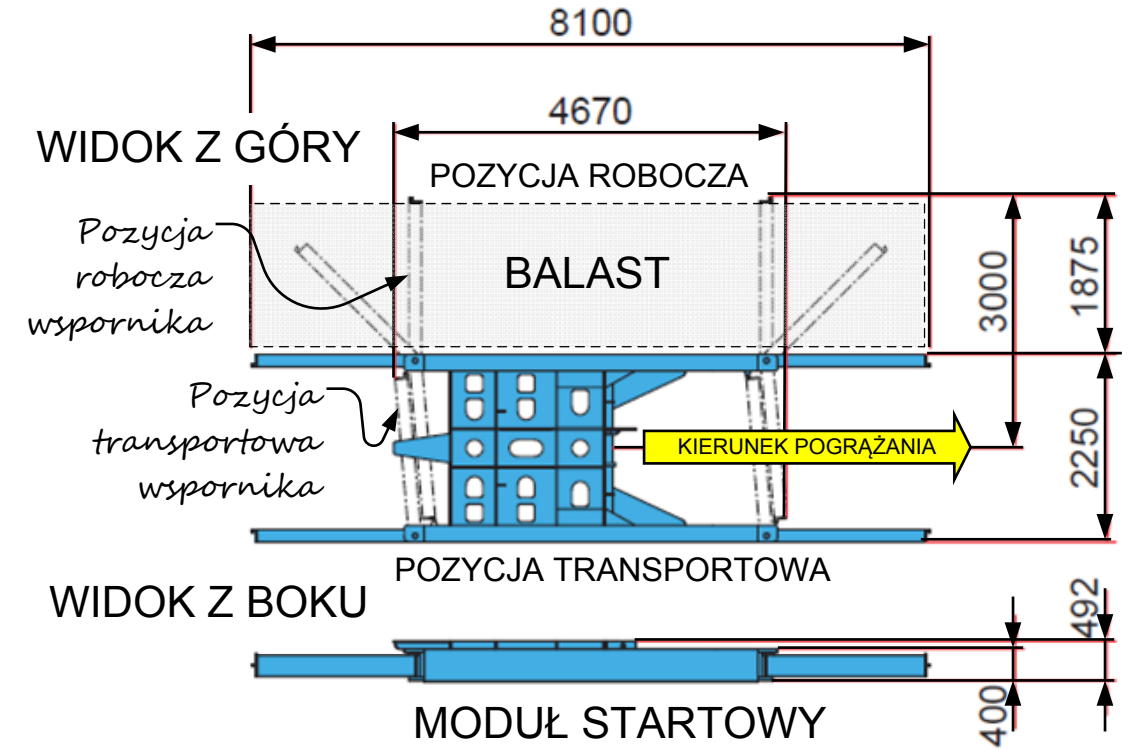 8100
4670
WIDOK Z GÓRY
POZYCJA ROBOCZA
Pozycja
robocza
wspornika
BALAST
3000
1875
Pozycja
transportowa
wspornika
KIERUNEK POGRĄŻANIA
2250
POZYCJA TRANSPORTOWA
WIDOK Z BOKU
492
400
MODUŁ STARTOWY